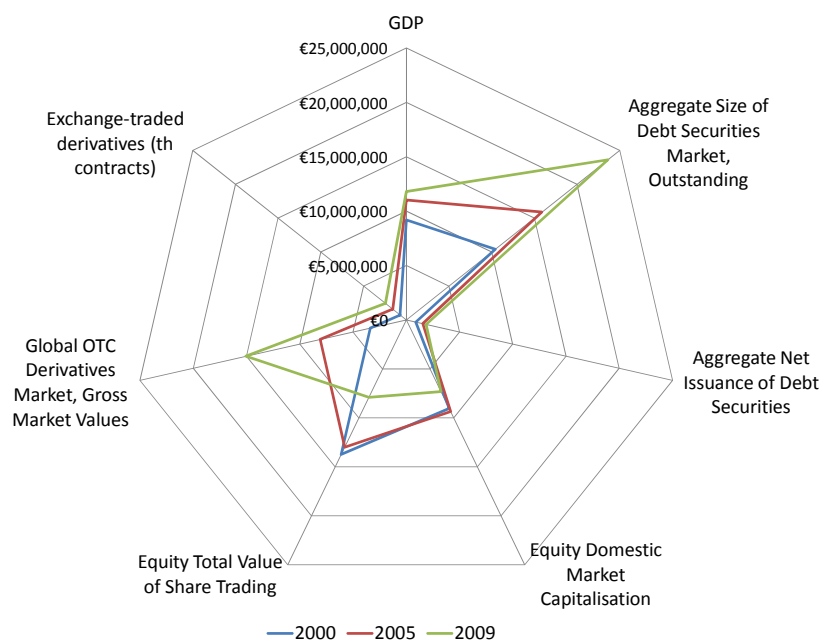 GDP
€25,000,000
€20,000,000
€15,000,000
€10,000,000
€5,000,000
€0
Aggregate Size of
Debt Securities
Market,
Outstanding
Aggregate Net
Issuance of Debt
Securities
Equity Domestic
Market
Capitalisation
Equity Total Value
of Share Trading
Global OTC
Derivatives
Market, Gross
Market Values
Exchange-traded
derivatives (th
contracts)
2000 2005 2009